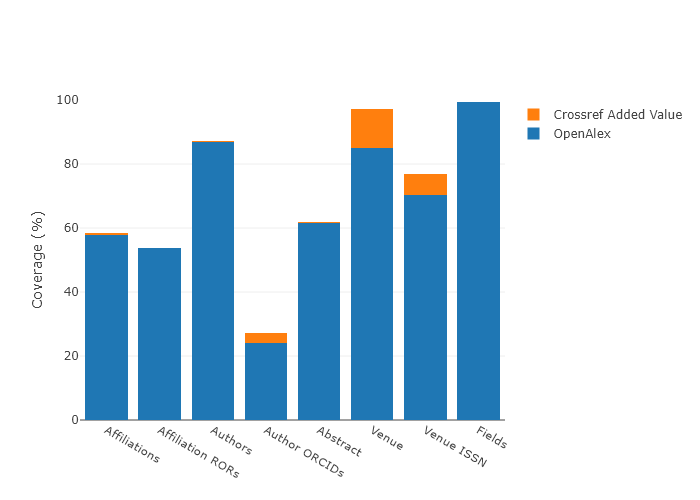 100
80
60
40
20
0
Coverage (%)
Affiliations
Affiliation RORs
Authors
Author ORCIDs
Abstract
Venue
Venue ISSN
Fields
Crossref Added Value
OpenAlex